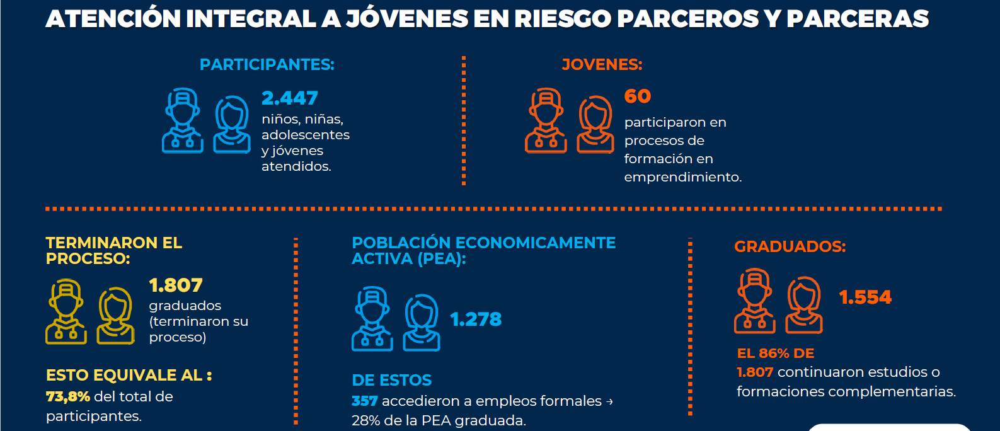 ATENCIÓN INTEGRAL A JÓVENES EN RIESGO PARCEROS Y PARCERAS
PARTICIPANTES:
2.447
niños, niñas,
adolescentes
y jóvenes
atendidos.
JOVENES:
60
participaron en
procesos de
formación en
emprendimiento.
TERMINARON EL
PROCESO:
1.807
graduados
(terminaron su
proceso)
ESTO EQUIVALE AL :
73,8% del total de
participantes.
POBLACIÓN ECONOMICAMENTE
ACTIVA (PEA):
1.278
DE ESTOS
357 accedieron a empleos formales →
28% de la PEA graduada.
GRADUADOS:
1.554
EL 86% DE
1.807 continuaron estudios o
formaciones complementarias.